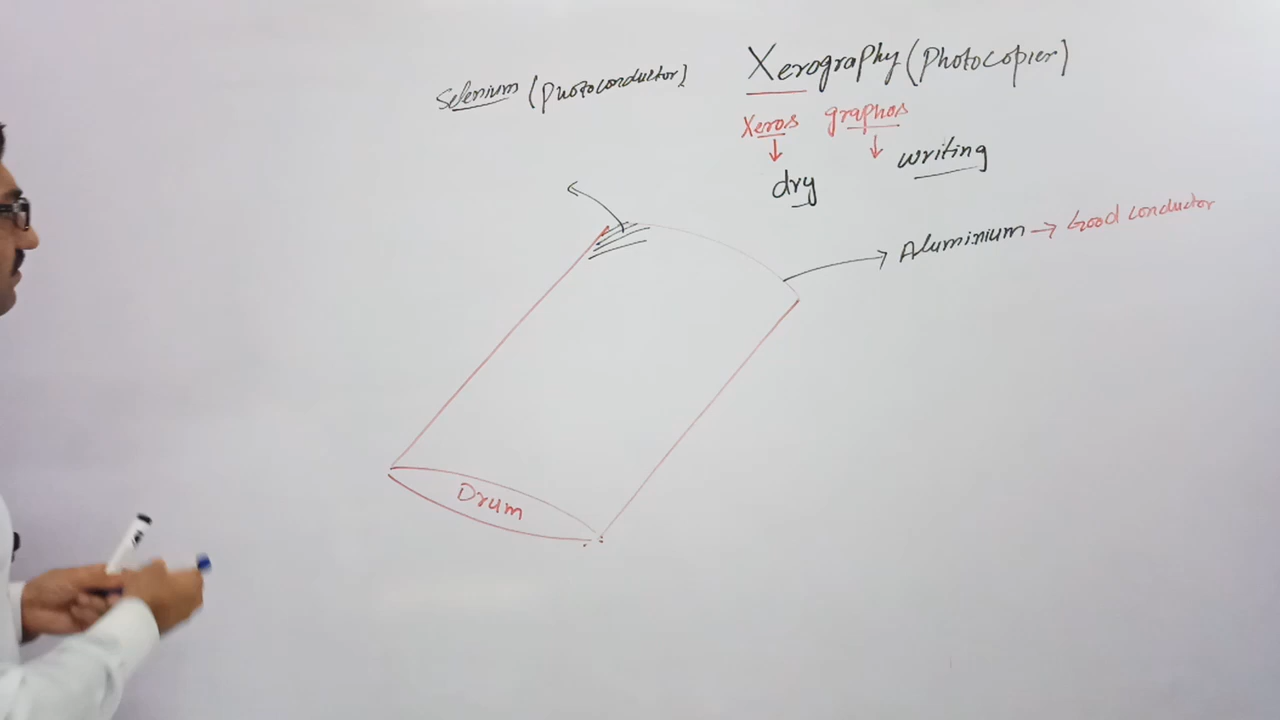 Xerography (Photocopier)
Selenium (Photoconductor)
Xeros graphos
dry
writing
Aluminium → Good conductor
Drum